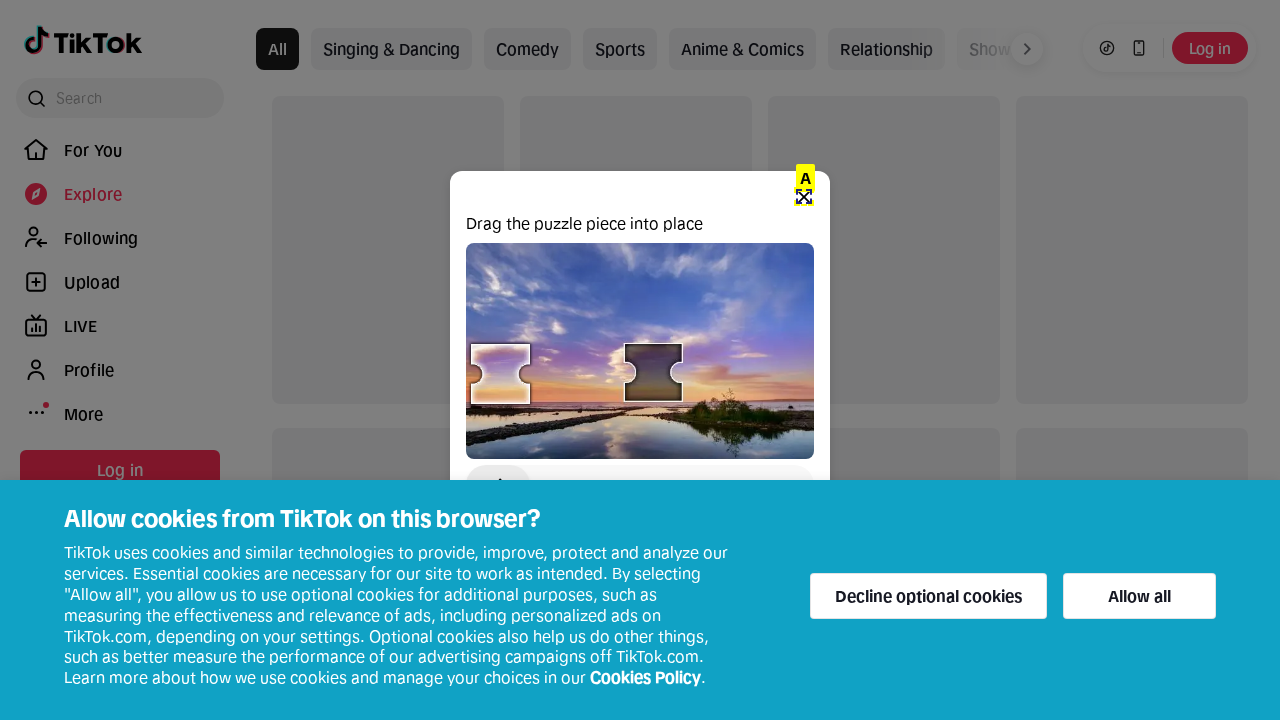 TikTok
All
Singing & Dancing
Comedy
Sports
Anime & Comics
Relationship
Show
Log in
Search
For You
Explore
Following
Upload
LIVE
Profile
More
Log in
A
Drag the puzzle piece into place
Allow cookies from TikTok on this browser?
TikTok uses cookies and similar technologies to provide, improve, protect and analyze our
services. Essential cookies are necessary for our site to work as intended. By selecting
"Allow all", you allow us to use optional cookies for additional purposes, such as
measuring the effectiveness and relevance of ads, including personalized ads on
TikTok.com, depending on your settings. Optional cookies also help us do other things,
such as better measure the performance of our advertising campaigns off TikTok.com.
Learn more about how we use cookies and manage your choices in our Cookies Policy.
Decline optional cookies
Allow all